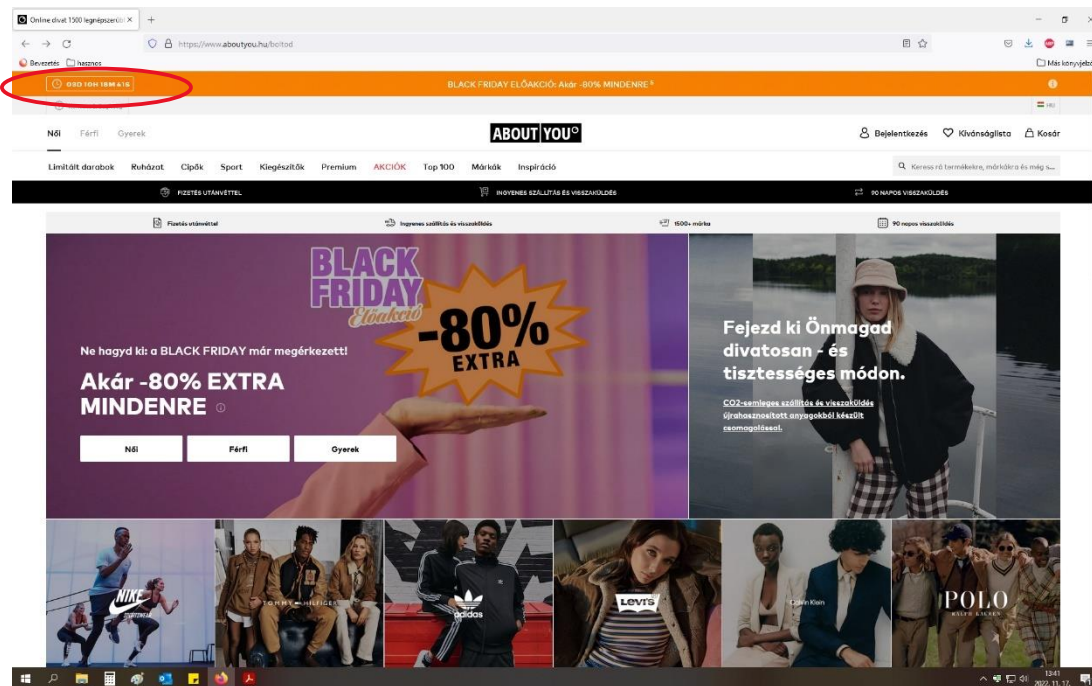 Online divat 1500 legnépszerűbb
https://www.aboutyou.hu/boltod
Bevezetés
hasznos
Más könyvjelző
BLACK FRIDAY ELŐAKCIÓ: Akár -80% MINDENRE
HU
Női Férfi Gyerek
ABOUT YOU°
Bejelentkezés Kívánságlista Kosár
Limitált darabok Ruházat Cipők Sport Kiegészítők Premium AKCIÓK Top 100 Márkák Inspiráció
Keress rá termékekre, márkákra és még s...
FIZETÉS UTÁNVÉTTEL
INGYENES SZÁLLÍTÁS ÉS VISSZAKÜLDÉS
90 NAPOS VISSZAKÜLDÉS
Fizetés utánvéttel
Ingyenes szállítás és visszaküldés
1500+ márka
90 napos visszaküldés
BLACK
FRIDAY
Előakció
-80%
EXTRA
Ne hagyd ki: a BLACK FRIDAY már megérkezett!
Akár -80% EXTRA
MINDENRE
Női Férfi Gyerek
Fejezd ki Önmagad
divatosan - és
tisztességes módon.
CO2-semleges szállítás és visszaküldés
újrahasznosított anyagokból készült
csomagolással.
NIKE
SPORTSWEAR
TOMMY HILFIGER
adidas
LEVI'S
Calvin Klein
POLO
RALPH LAUREN
13:41
2022. 11. 17.